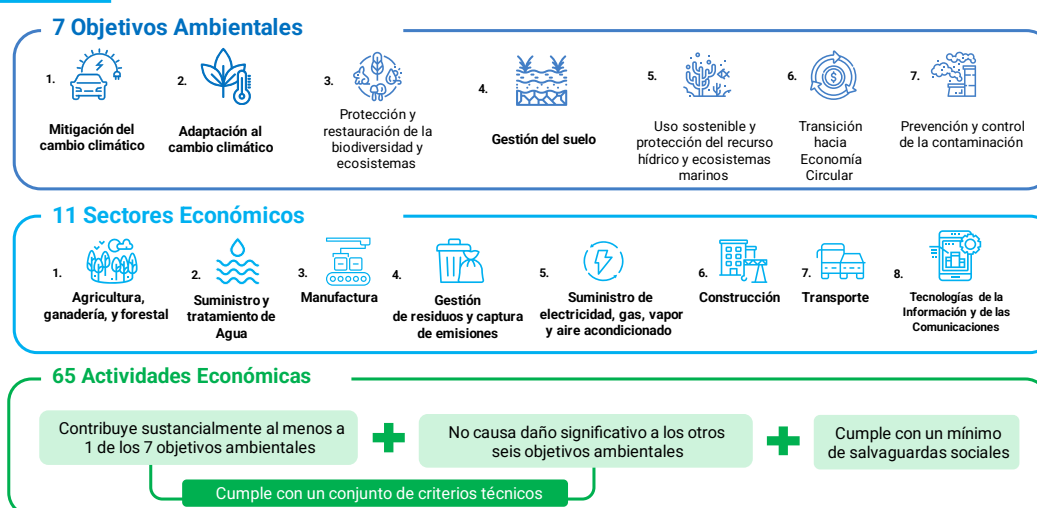 7 Objetivos Ambientales
1.
Mitigación del
cambio climático
2.
Adaptación al
cambio climático
3.
Protección y
restauración de la
biodiversidad y
ecosistemas
4.
Gestión del suelo
5.
Uso sostenible y
protección del recurso
hídrico y ecosistemas
marinos
6.
Transición
hacia
Economía
Circular
7.
Prevención y control
de la contaminación
11 Sectores Económicos
1.
Agricultura,
ganadería, y forestal
2.
Suministro y
tratamiento de
Agua
3.
Manufactura
4.
Gestión
de residuos y captura
de emisiones
5.
Suministro de
electricidad, gas, vapor
y aire acondicionado
6.
Construcción
7.
Transporte
8.
Tecnologías de la
Información y de las
Comunicaciones
65 Actividades Económicas
Contribuye sustancialmente al menos a
1 de los 7 objetivos ambientales
No causa daño significativo a los otros
seis objetivos ambientales
Cumple con un mínimo
de salvaguardas sociales
Cumple con un conjunto de criterios técnicos